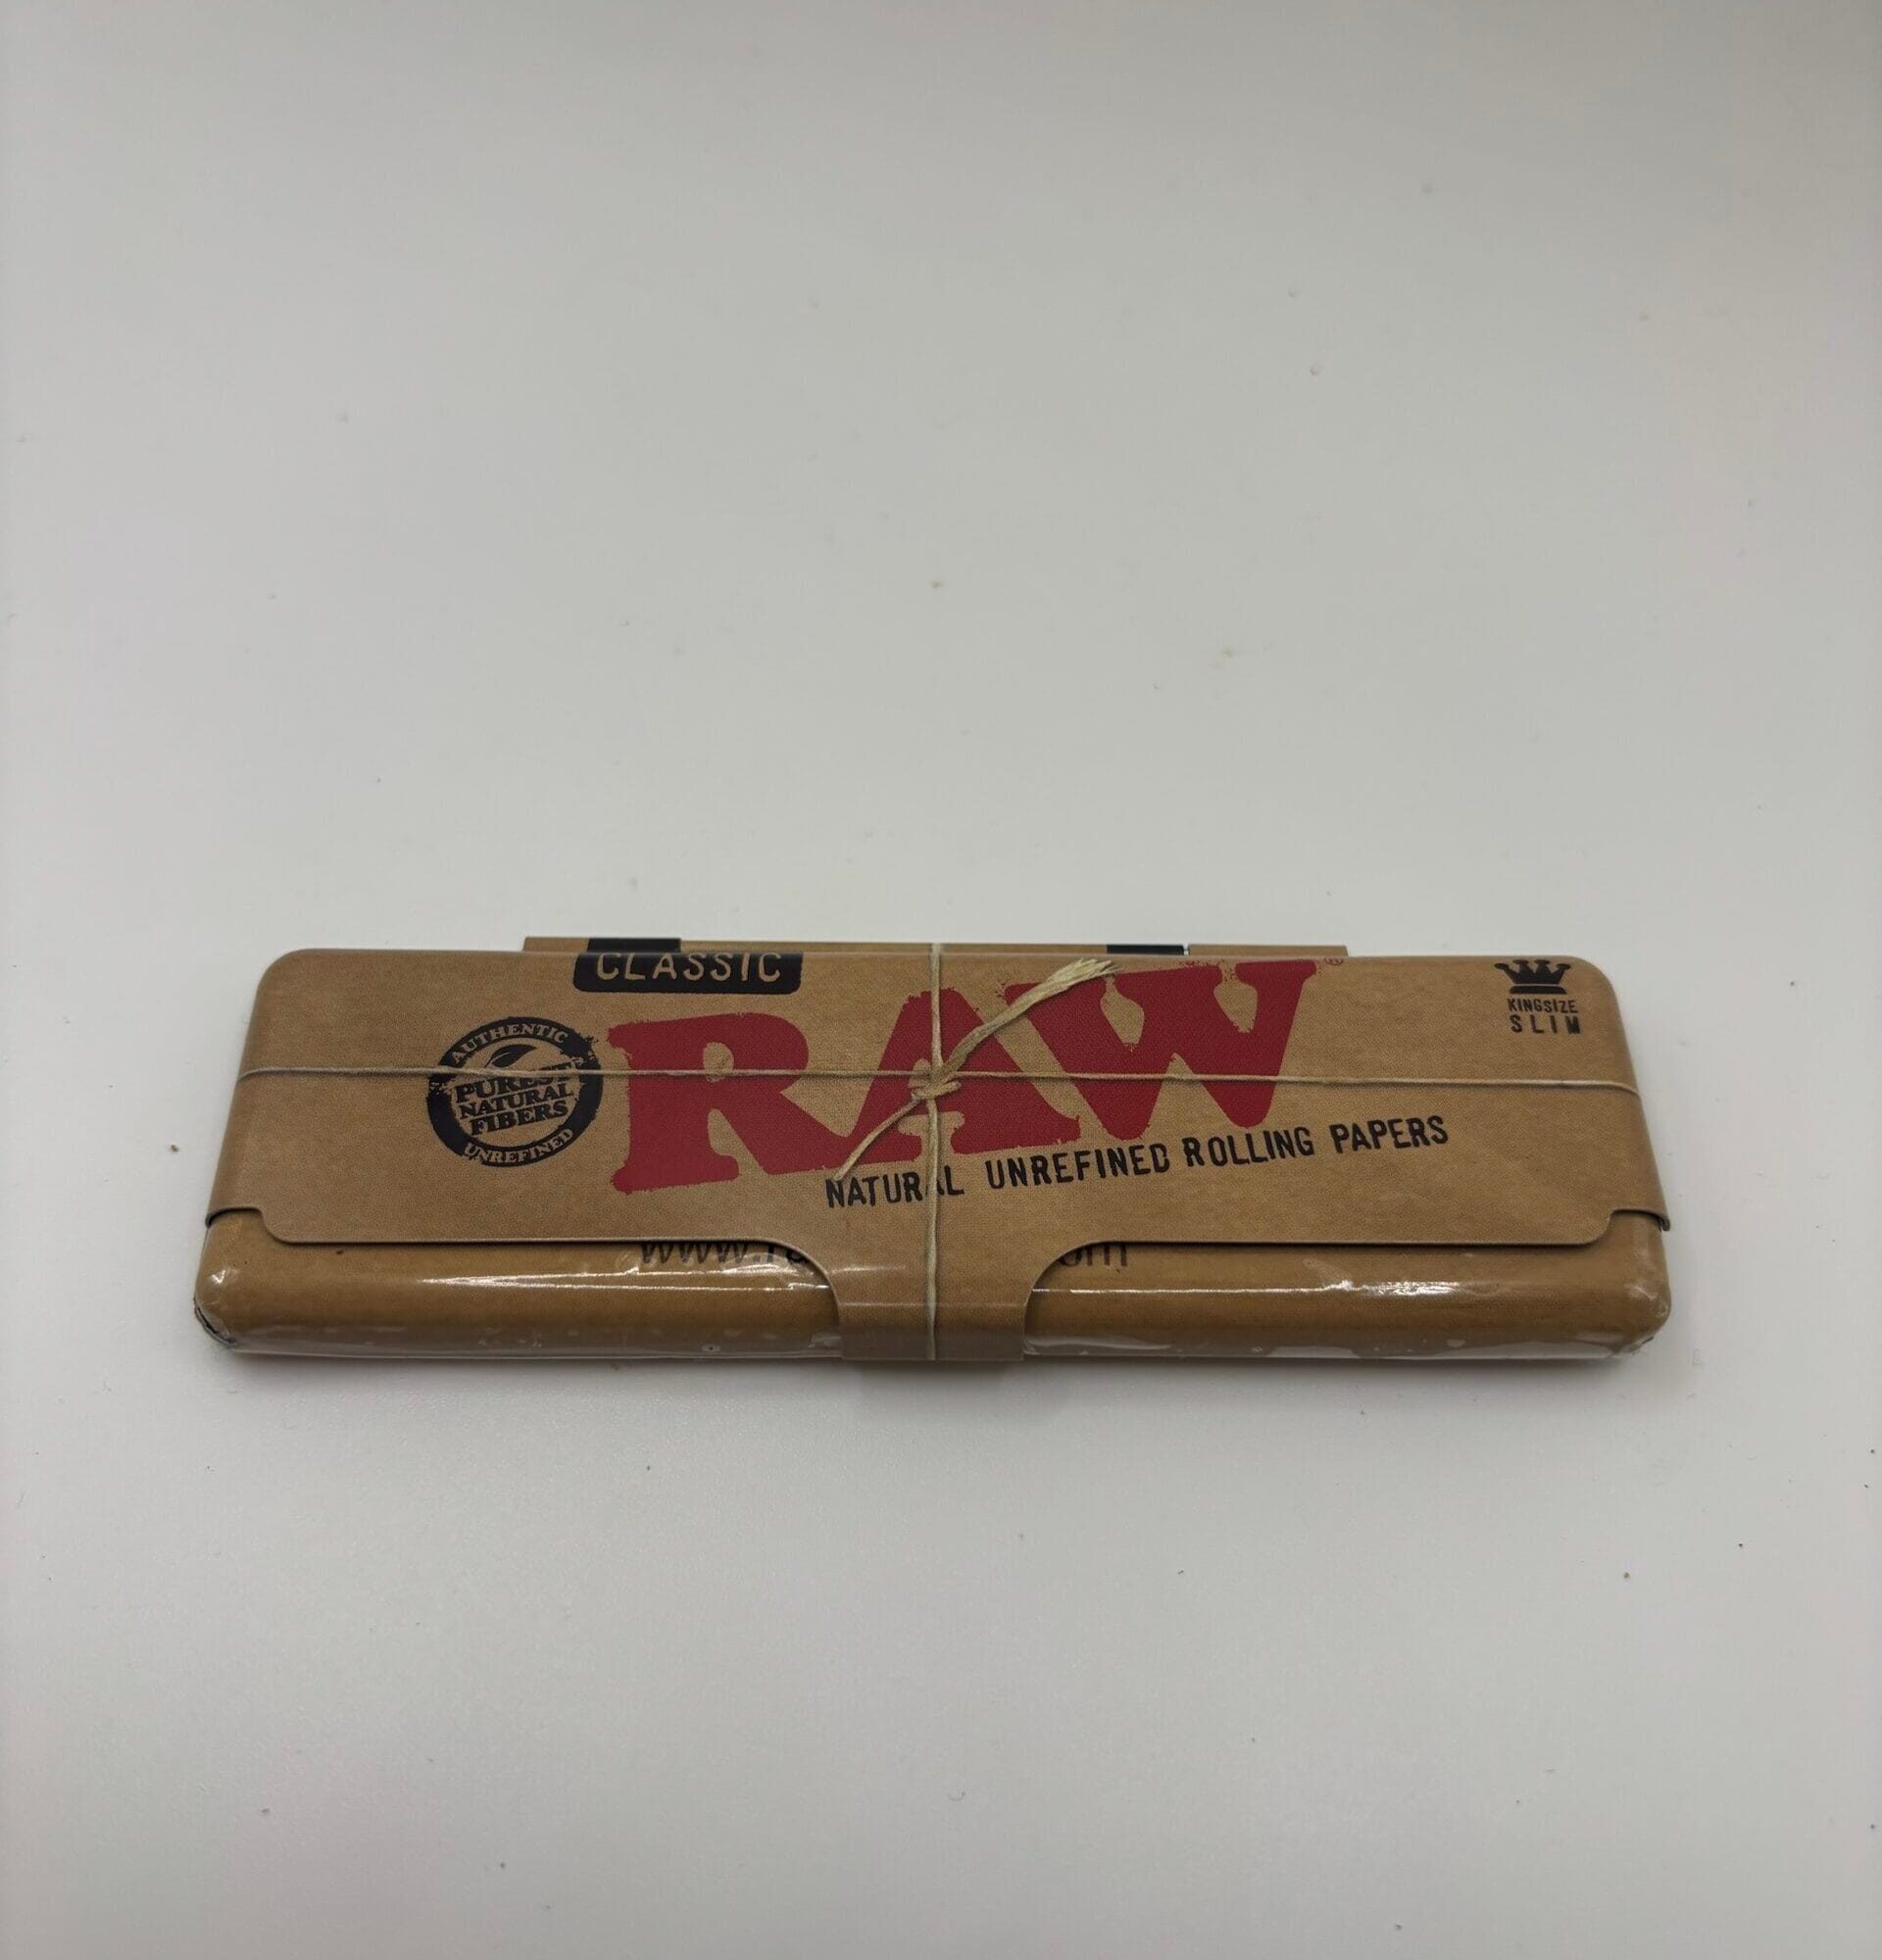 CLASSIC
RAW®
KINGSIZE
SLIM
AUTHENTIC
PUREST
NATURAL
FIBERS
UNREFINED
NATURAL UNREFINED ROLLING PAPERS